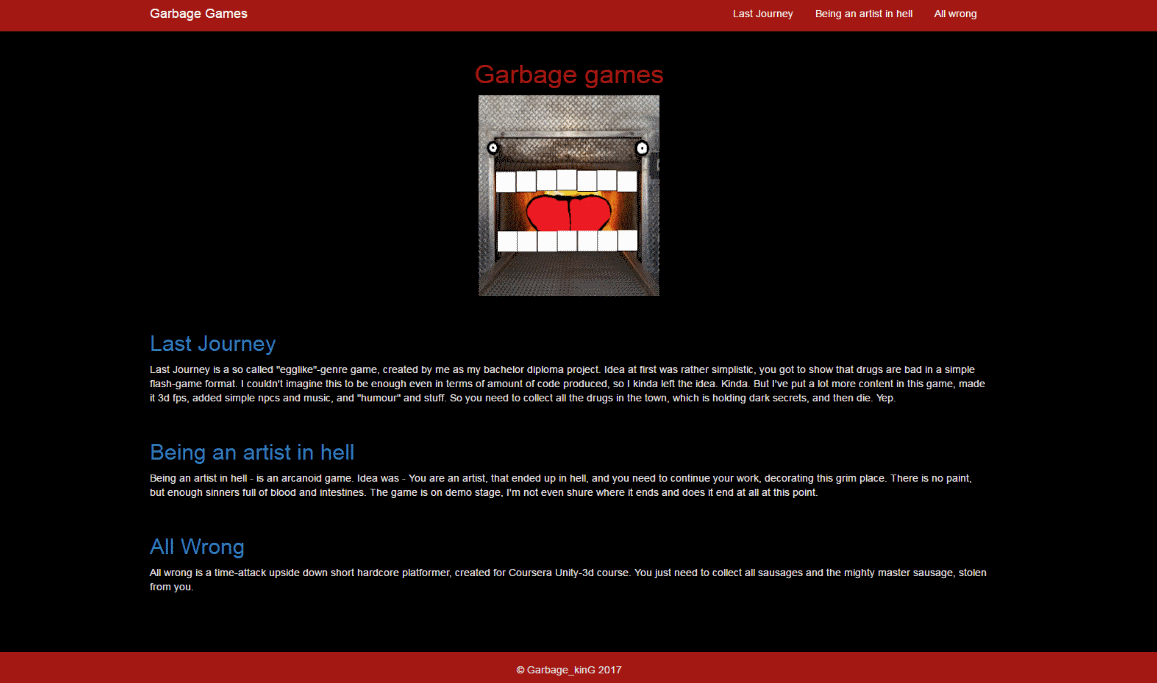 Garbage Games
Last Journey
Being an artist in hell
All wrong
Garbage games
Last Journey
Last Journey is a so called "egglike"-genre game, created by me as my bachelor diploma project. Idea at first was rather simplistic, you got to show that drugs are bad in a simple
flash-game format. I couldn't imagine this to be enough even in terms of amount of code produced, so I kinda left the idea. Kinda. But I've put a lot more content in this game, made
it 3d fps, added simple npcs and music, and "humour" and stuff. So you need to collect all the drugs in the town, which is holding dark secrets, and then die. Yep.
Being an artist in hell
Being an artist in hell - is an arcanoid game. Idea was - You are an artist, that ended up in hell, and you need to continue your work, decorating this grim place. There is no paint,
but enough sinners full of blood and intestines. The game is on demo stage, I'm not even shure where it ends and does it end at all at this point.
All Wrong
All wrong is a time-attack upside down short hardcore platformer, created for Coursera Unity-3d course. You just need to collect all sausages and the mighty master sausage, stolen
from you.
© Garbage_kinG 2017